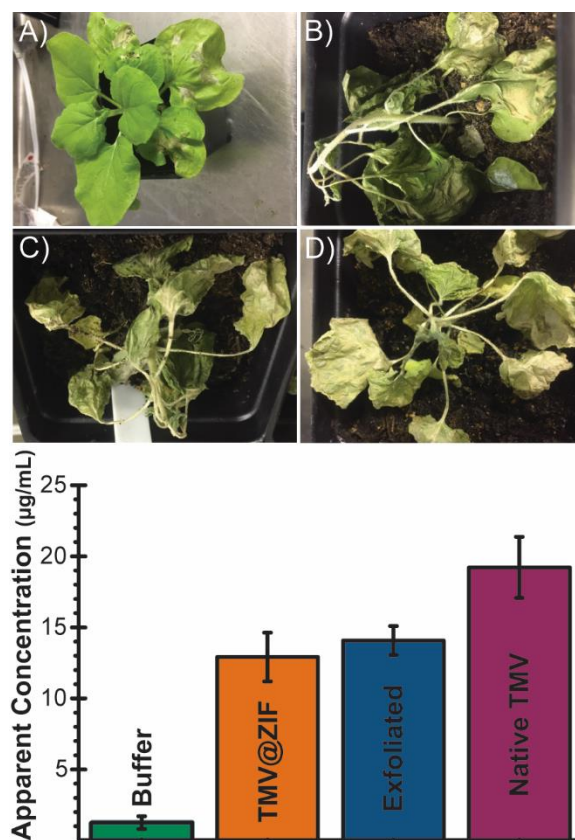 A)
B)
C)
D)
Apparent Concentration (µg/mL)
25
20
15
10
5
Buffer
TMV@ZIF
Exfoliated
Native TMV